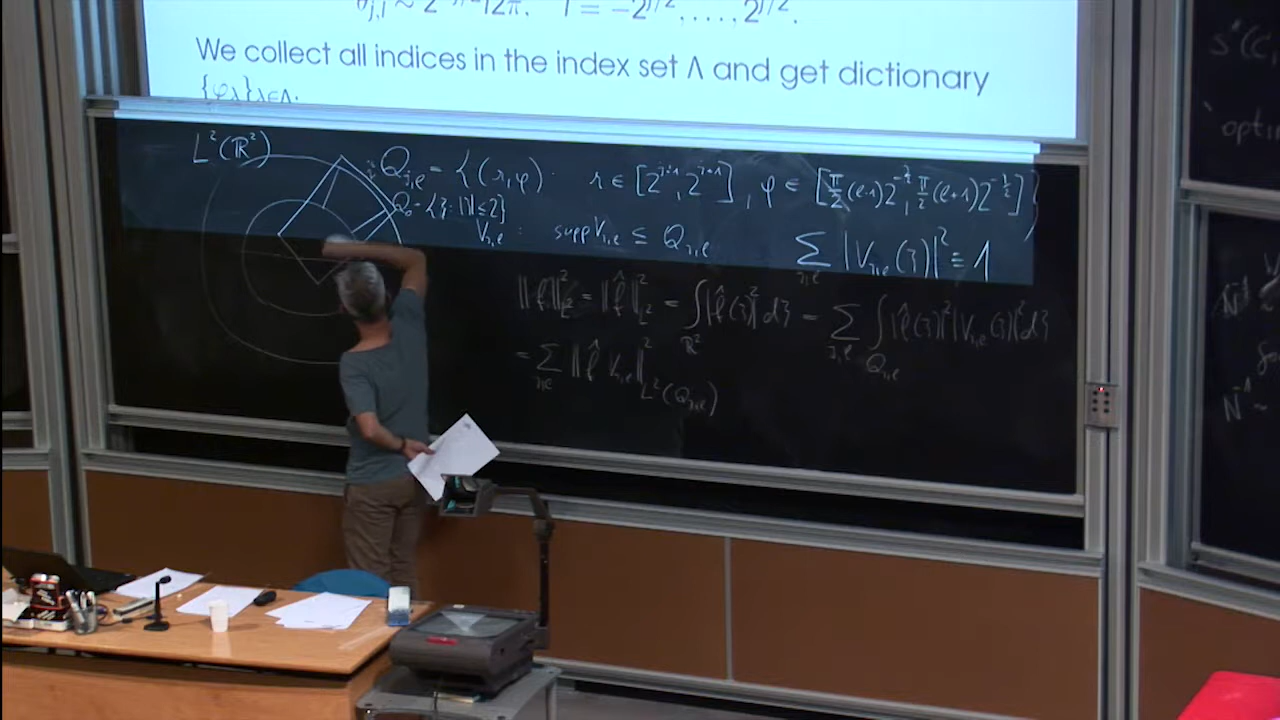 We collect all indices in the index set Λ and get dictionary
{φ_λ}_{λ∈Λ}.
L²(ℝ²)
Q_{j,ℓ} = {(r,φ) : r ∈ [2^{j-1}, 2^{j+1}], φ ∈ [π/2(ℓ-1)2^{-j/2}, π/2(ℓ+1)2^{-j/2}]}
Q₀ = {ξ : |ξ| ≤ 2}
V_{j,ℓ} : supp V_{j,ℓ} ⊆ Q_{j,ℓ} Σ_{j,ℓ} |V_{j,ℓ}(ξ)|² = 1
‖f‖²_{L²} = ‖f̂‖²_{L²} = ∫_{ℝ²} |f̂(ξ)|² dξ = Σ_{j,ℓ} ∫_{Q_{j,ℓ}} |f̂(ξ)|² |V_{j,ℓ}(ξ)|² dξ
= Σ_{j,ℓ} ‖f̂ V_{j,ℓ}‖²_{L²(Q_{j,ℓ})}
opti